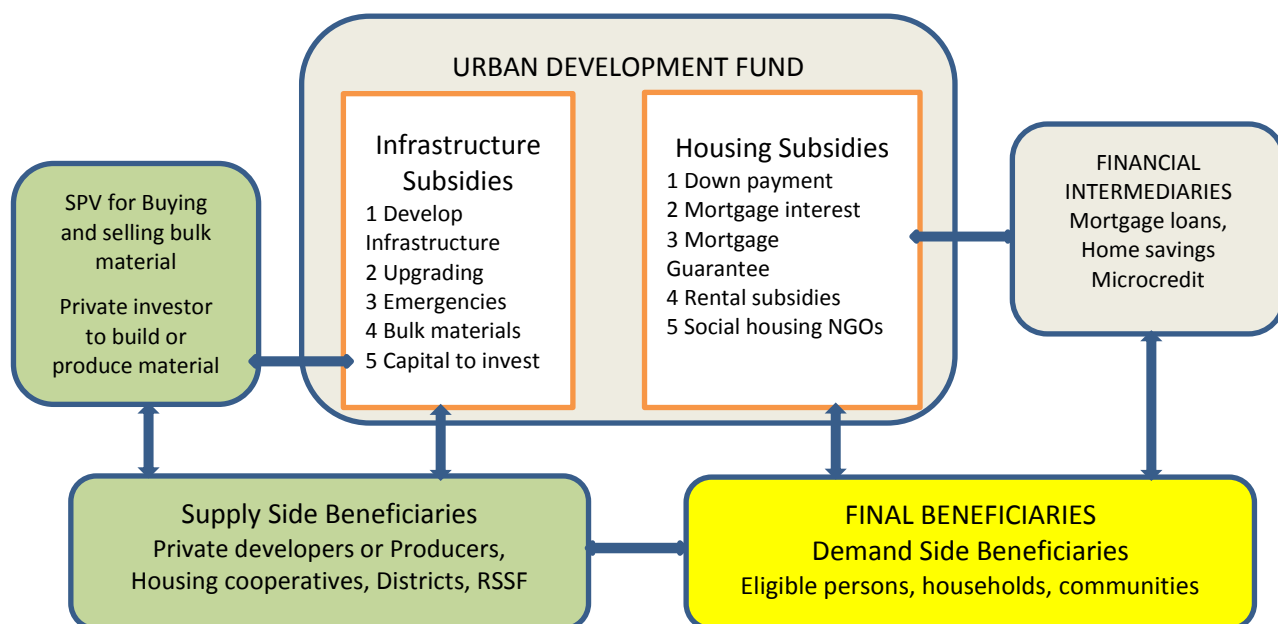 URBAN DEVELOPMENT FUND
Infrastructure
Subsidies
1 Develop
Infrastructure
2 Upgrading
3 Emergencies
4 Bulk materials
5 Capital to invest
Housing Subsidies
1 Down payment
2 Mortgage interest
3 Mortgage
Guarantee
4 Rental subsidies
5 Social housing NGOs
FINANCIAL
INTERMEDIARIES
Mortgage loans,
Home savings
Microcredit
SPV for Buying
and selling bulk
material
Private investor
to build or
produce material
Supply Side Beneficiaries
Private developers or Producers,
Housing cooperatives, Districts, RSSF
FINAL BENEFICIARIES
Demand Side Beneficiaries
Eligible persons, households, communities